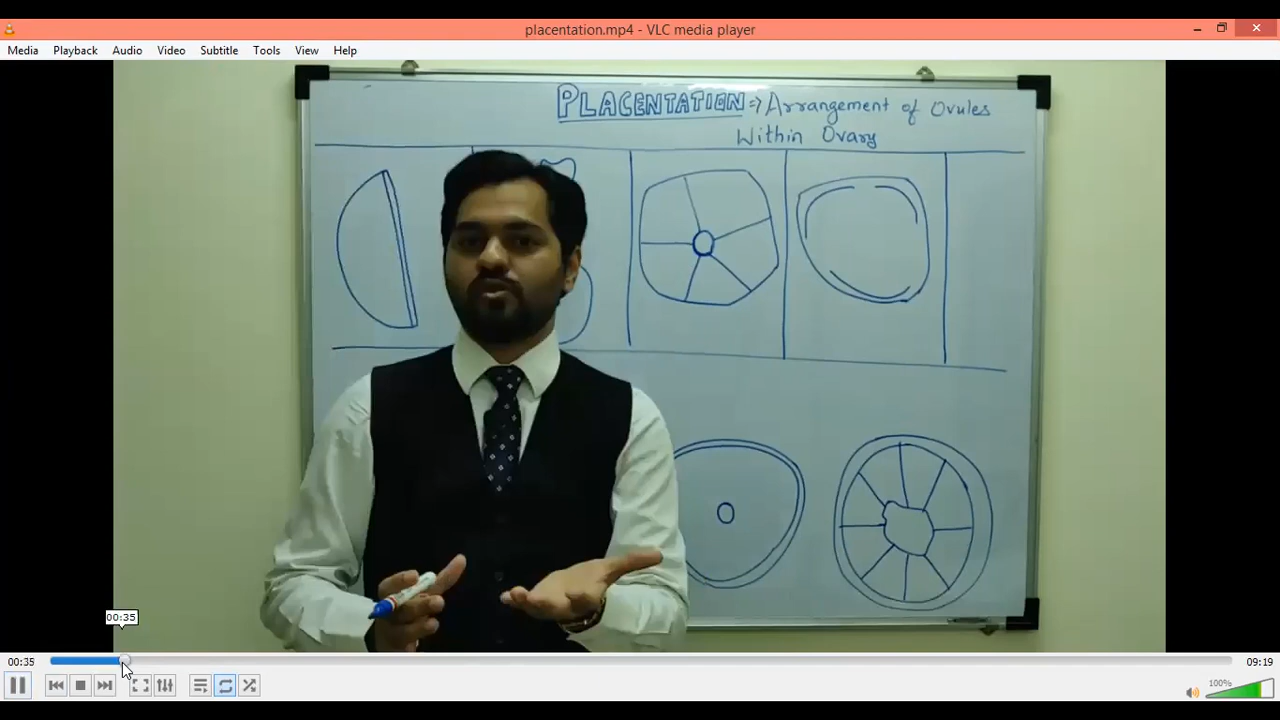 placentation.mp4 - VLC media player
Media Playback Audio Video Subtitle Tools View Help
PLACENTATION => Arrangement of Ovules
Within Ovary
00:35
00:35
09:19
100%